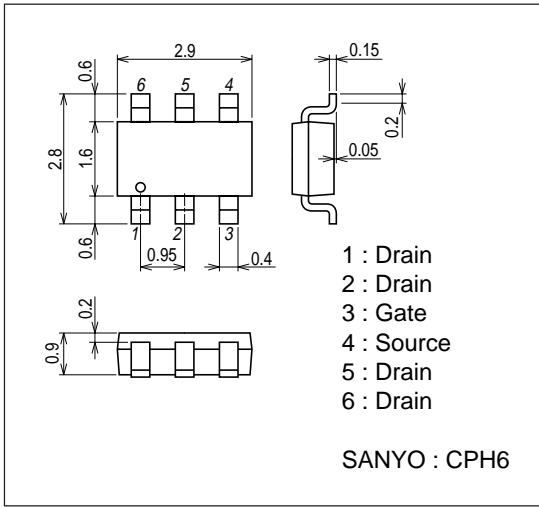 2.9
0.15
0.6
6
5
4
0.2
2.8
1.6
0.05
0.6
1
2
3
0.95
0.4
0.2
0.9
1 : Drain
2 : Drain
3 : Gate
4 : Source
5 : Drain
6 : Drain
SANYO : CPH6